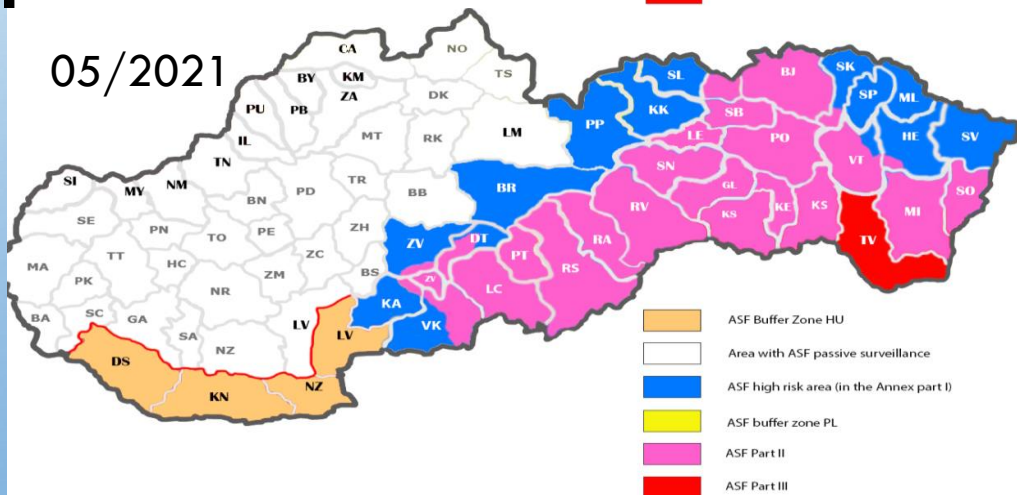 05/2021
CA
NO
BY
KM
TS
SL
BJ
SK
PU
PB
ZA
DK
SP
ML
KK
IL
MT
RK
LM
PP
SB
HE
SV
TN
LE
PO
VT
SI
MY
NM
TR
BR
SN
BN
PD
BB
GL
SO
SE
PN
RV
KS
KE
KS
MI
TO
PE
ZH
ZV
DT
RA
TV
TT
HC
ZC
PT
MA
BS
ZV
RS
PK
NR
ZM
LC
BA
SC
GA
SA
NZ
LV
LV
KA
VK
DS
KN
NZ
ASF Buffer Zone HU
Area with ASF passive surveillance
ASF high risk area (in the Annex part I)
ASF buffer zone PL
ASF Part II
ASF Part III